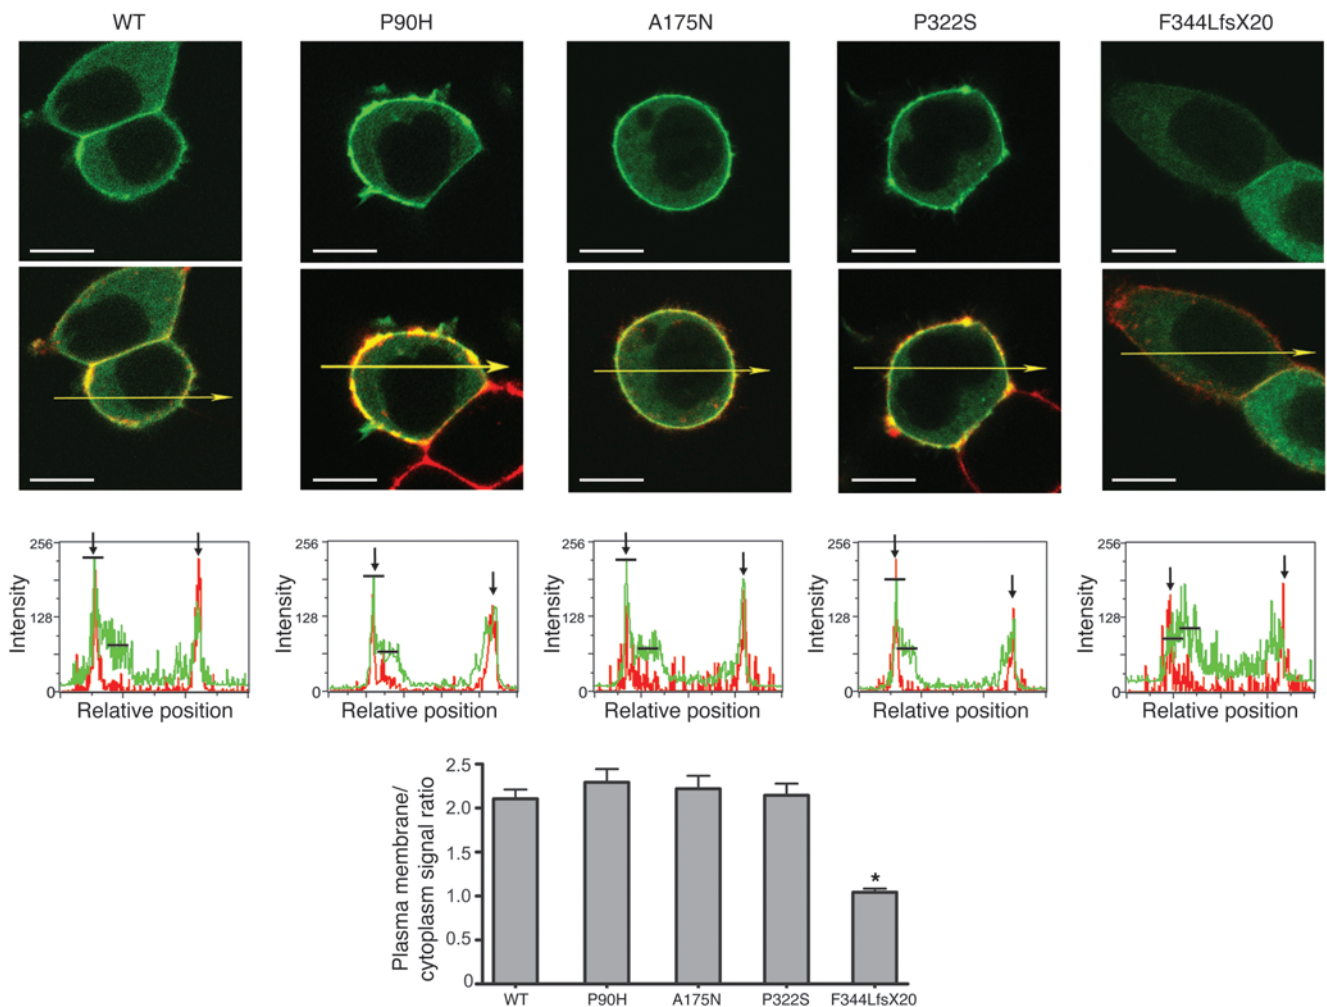 WT P90H A175N P322S F344LfsX20
256 256 256 256 256
Intensity Intensity Intensity Intensity Intensity
128 128 128 128 128
0 0 0 0 0
Relative position Relative position Relative position Relative position Relative position
Plasma membrane/
cytoplasm signal ratio
2.5
2.0
1.5
1.0
0.5
0
*
WT P90H A175N P322S F344LfsX20